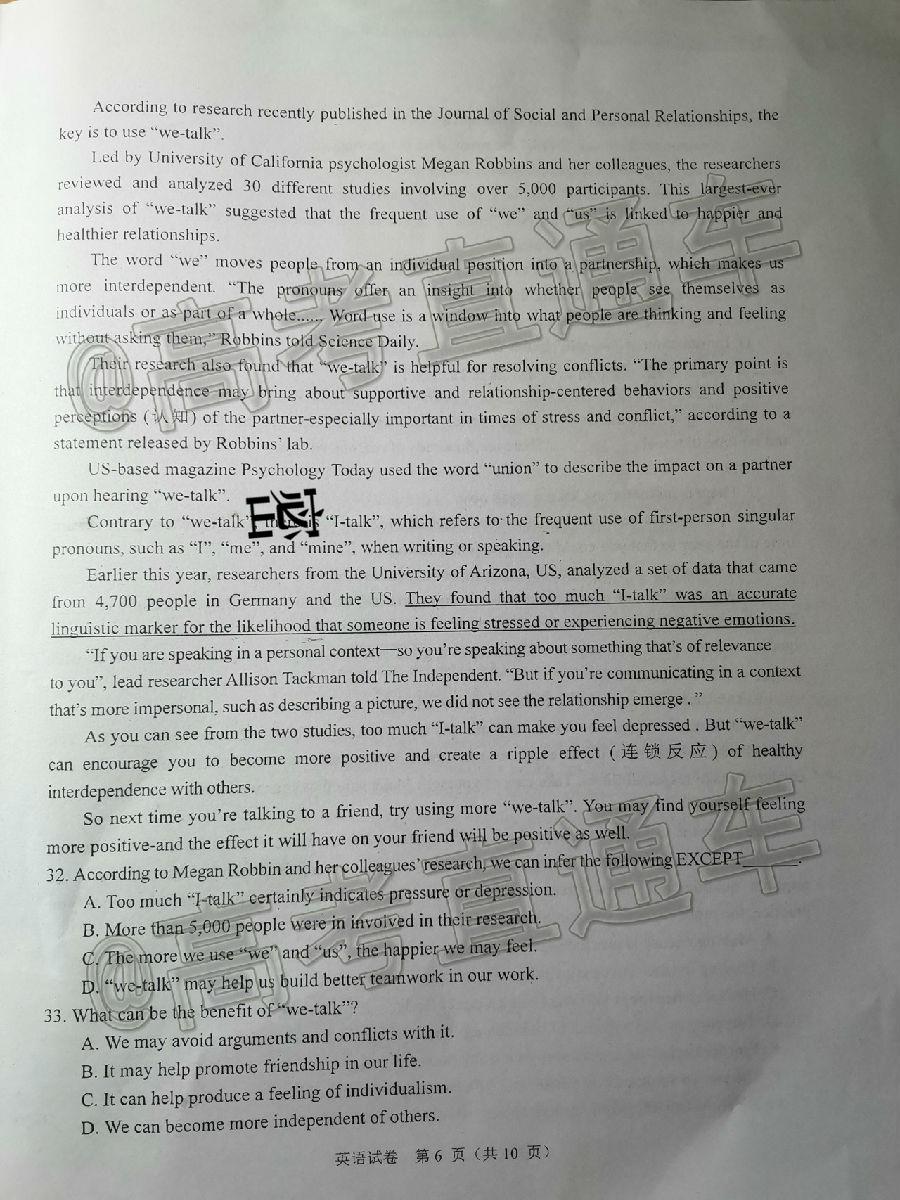 According to research recently published in the Journal of Social and Personal Relationships, the
key is to use “we-talk”.
Led by University of California psychologist Megan Robbins and her colleagues, the researchers
reviewed and analyzed 30 different studies involving over 5,000 participants. This largest-ever
analysis of “we-talk” suggested that the frequent use of “we” and “us” is linked to happier and
healthier relationships.
The word “we” moves people from an individual position into a partnership, which makes us
more interdependent. “The pronouns offer an insight into whether people see themselves as
individuals or as part of a whole...... Word use is a window into what people are thinking and feeling
without asking them,” Robbins told Science Daily.
Their research also found that “we-talk” is helpful for resolving conflicts. “The primary point is
that interdependence may bring about supportive and relationship-centered behaviors and positive
perceptions (认知) of the partner-especially important in times of stress and conflict,” according to a
statement released by Robbins’ lab.
US-based magazine Psychology Today used the word “union” to describe the impact on a partner
upon hearing “we-talk”.
密
Contrary to “we-talk”, there is “I-talk”, which refers to the frequent use of first-person singular
pronouns, such as “I”, “me”, and “mine”, when writing or speaking.
Earlier this year, researchers from the University of Arizona, US, analyzed a set of data that came
from 4,700 people in Germany and the US. They found that too much “I-talk” was an accurate
linguistic marker for the likelihood that someone is feeling stressed or experiencing negative emotions.
“If you are speaking in a personal context—so you’re speaking about something that’s of relevance
to you”, lead researcher Allison Tackman told The Independent. “But if you’re communicating in a context
that’s more impersonal, such as describing a picture, we did not see the relationship emerge .”
As you can see from the two studies, too much “I-talk” can make you feel depressed . But “we-talk”
can encourage you to become more positive and create a ripple effect (连锁反应) of healthy
interdependence with others.
So next time you’re talking to a friend, try using more “we-talk”. You may find yourself feeling
more positive-and the effect it will have on your friend will be positive as well.
32. According to Megan Robbin and her colleagues’ research, we can infer the following EXCEPT______.
A. Too much “I-talk” certainly indicates pressure or depression.
B. More than 5,000 people were in involved in their research.
C. The more we use “we” and “us”, the happier we may feel.
D. “we-talk” may help us build better teamwork in our work.
33. What can be the benefit of “we-talk”?
A. We may avoid arguments and conflicts with it.
B. It may help promote friendship in our life.
C. It can help produce a feeling of individualism.
D. We can become more independent of others.
英语试卷 第 6 页（共 10 页）
@高考直通车
@高考直通车